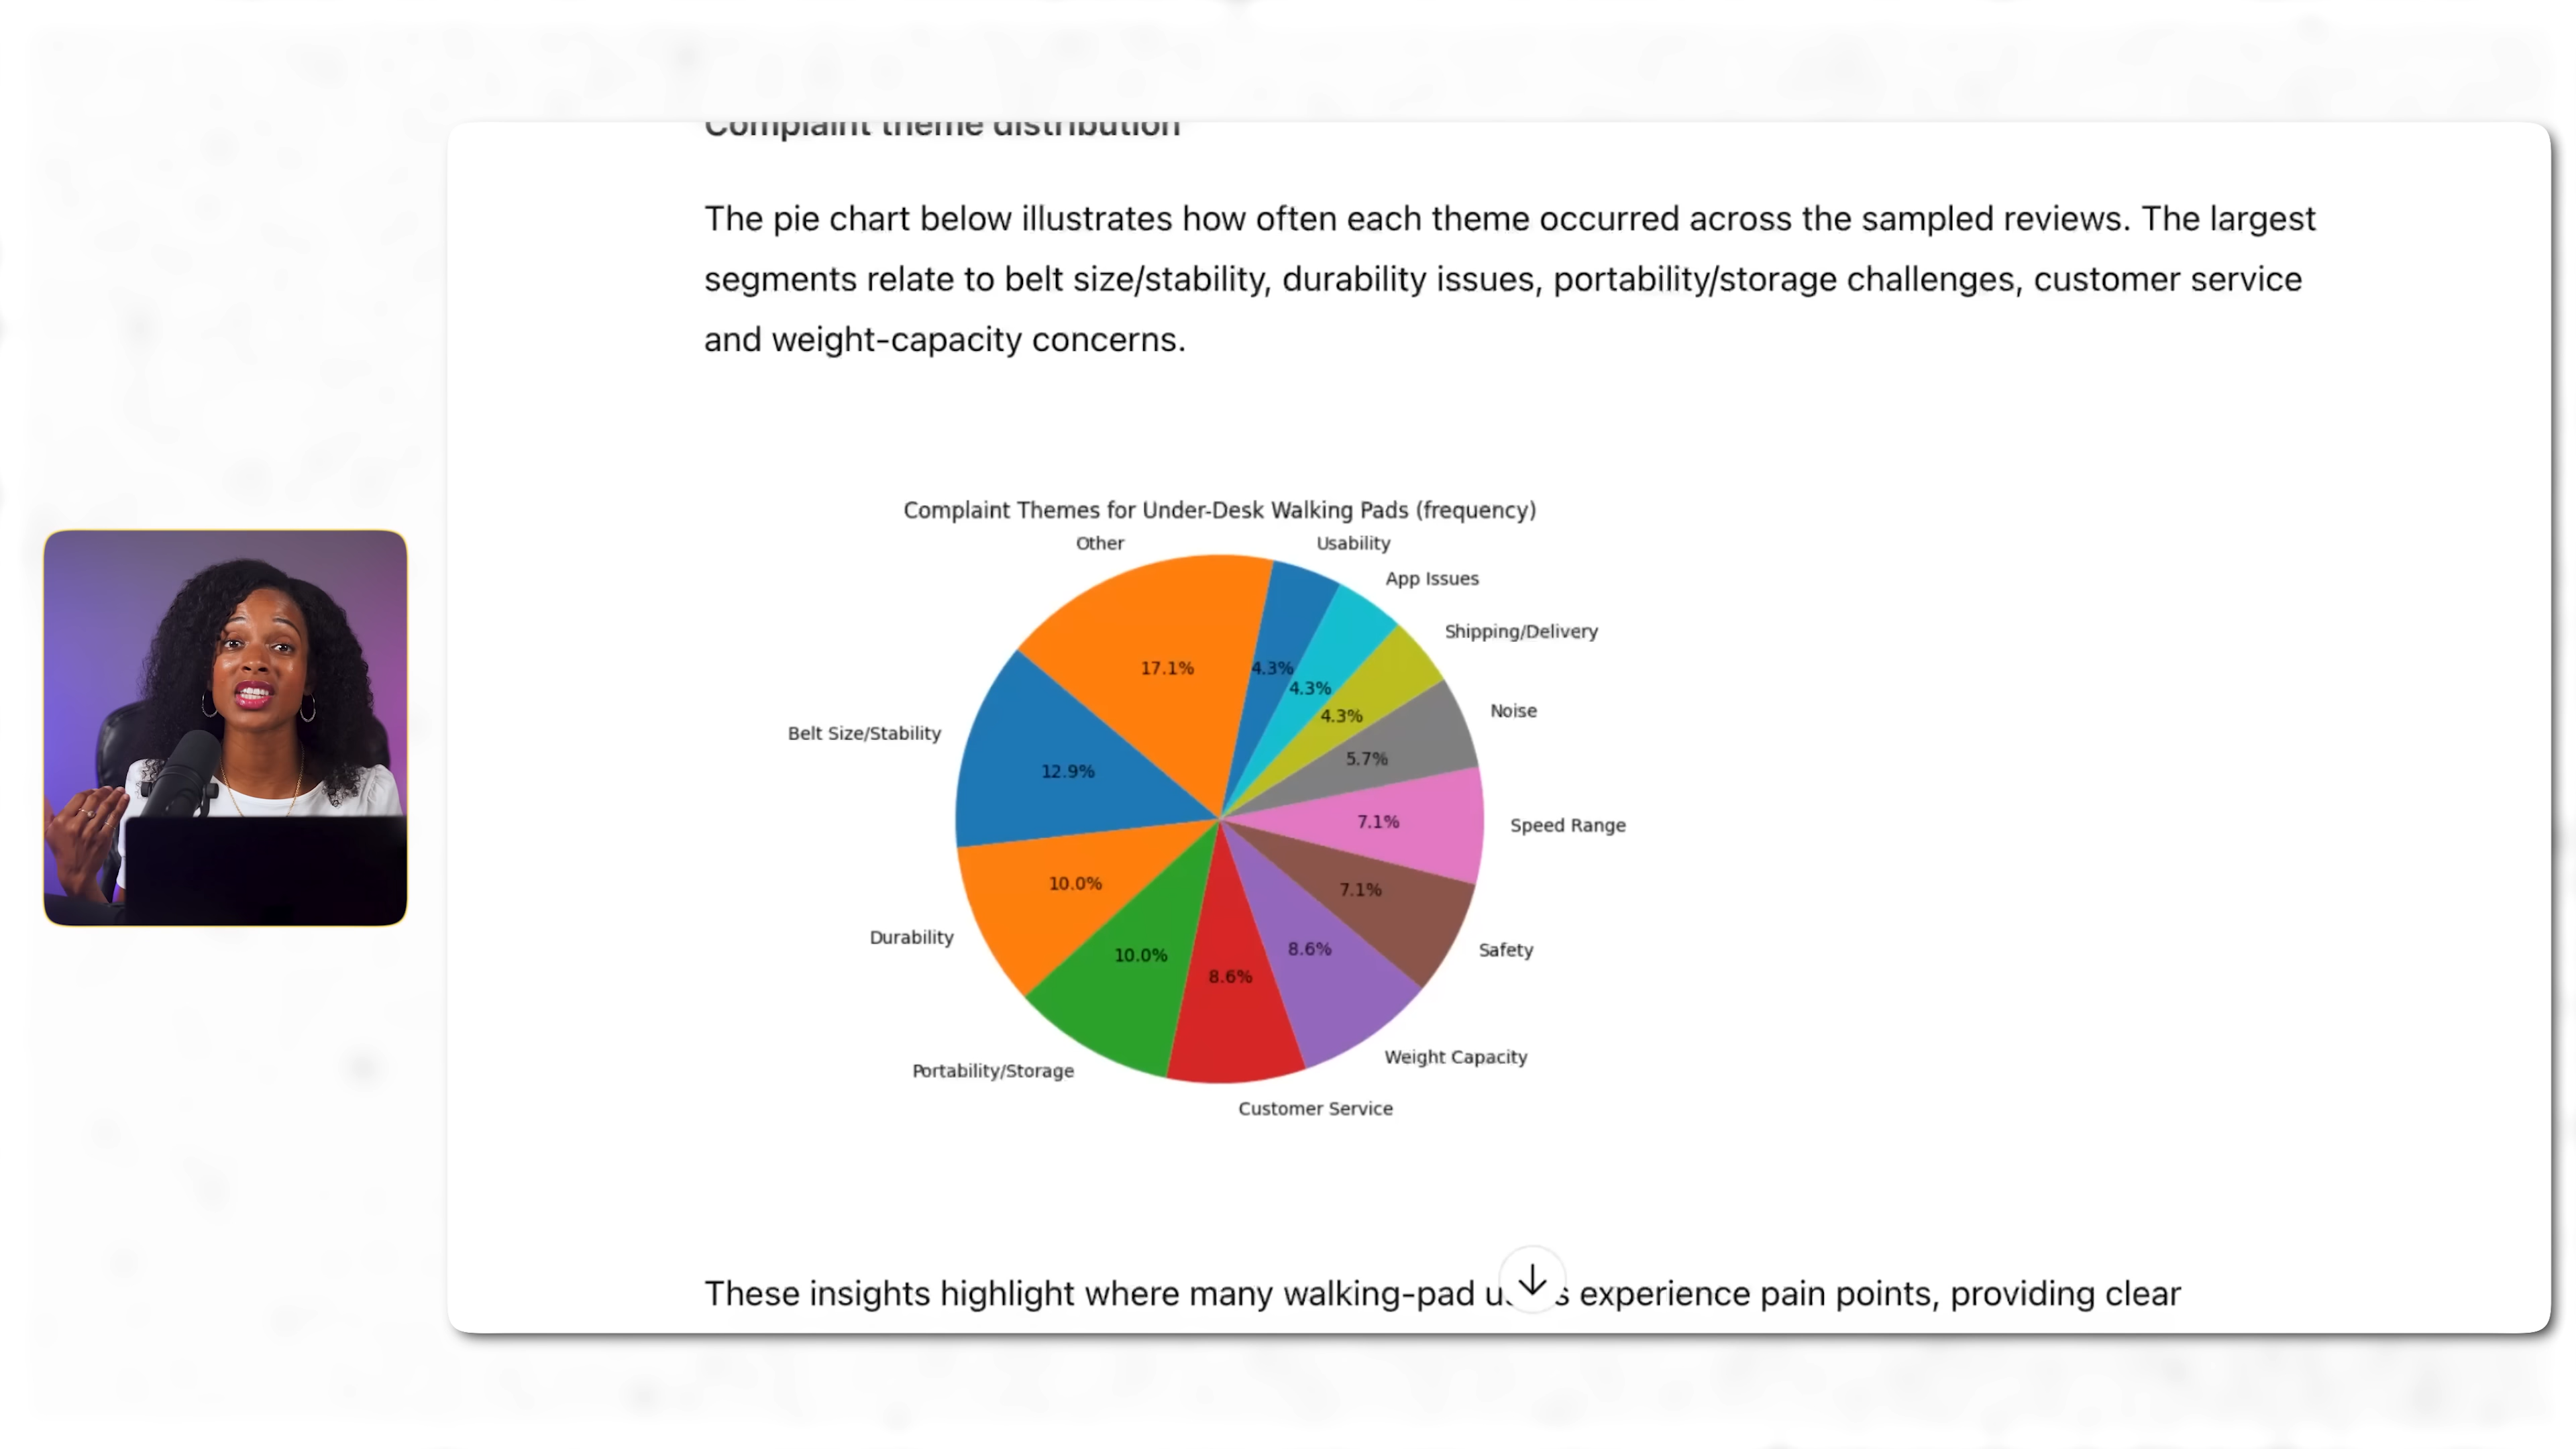 Complaint theme distribution
The pie chart below illustrates how often each theme occurred across the sampled reviews. The largest
segments relate to belt size/stability, durability issues, portability/storage challenges, customer service
and weight-capacity concerns.
Complaint Themes for Under-Desk Walking Pads (frequency)
Other
Usability
App Issues
Shipping/Delivery
17.1%
4.3%
4.3%
4.3%
Noise
Belt Size/Stability
12.9%
5.7%
7.1%
Speed Range
10.0%
7.1%
Durability
10.0%
8.6%
8.6%
Safety
Portability/Storage
Weight Capacity
Customer Service
These insights highlight where many walking-pad experience pain points, providing clear